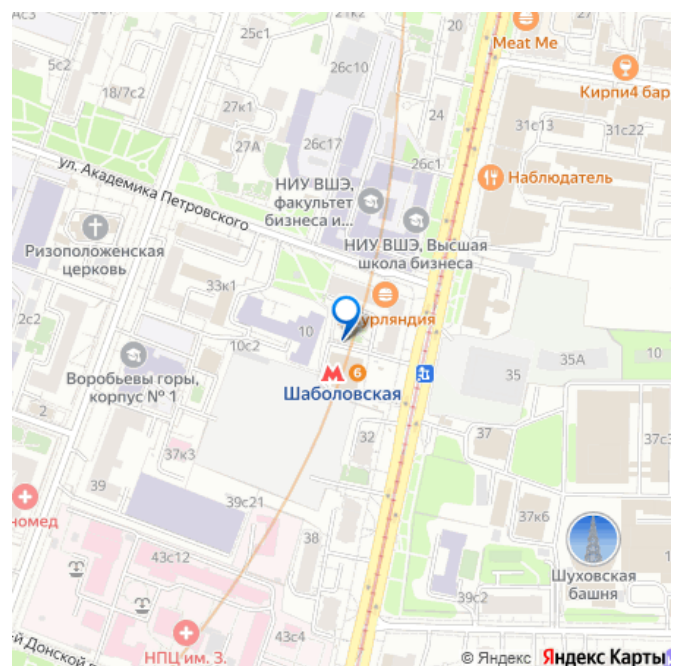 Ас3
25с1
21к2
20
Meat Me
5с2
26с10
18/7с2
Кирпи4 бар
27к1
24
31с13
31с22
27А
26с17
26с1
ул. Академика Петровского
НИУ ВШЭ,
факультет
бизнеса и...
Наблюдатель
НИУ ВШЭ, Высшая
школа бизнеса
Ризоположенская
церковь
33к1
2с2
10
урляндия
10с2
35
35А
10
Воробьевы горы,
корпус № 1
М 6
Шаболовская
2
32
37
37к3
37с3
39
39с21
37к6
номед
38
43с12
Шуховская
башня
39с2
43с4
й Донской
НПЦ им. З.
© Яндекс Яндекс Карты